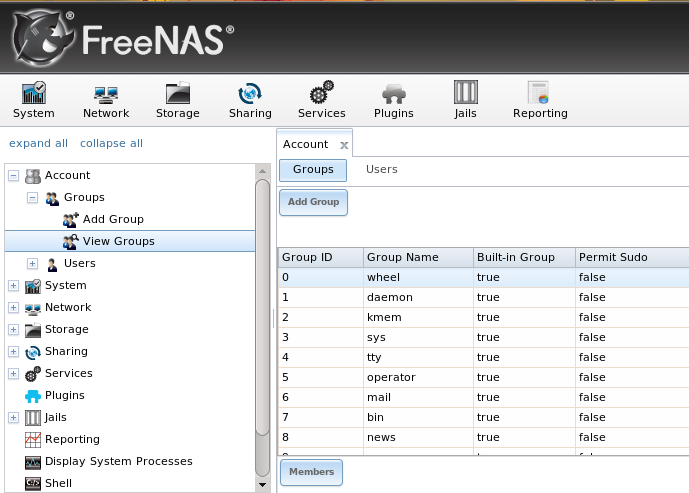 FreeNAS®
System Network Storage Sharing Services Plugins Jails Reporting
expand all collapse all
Account
Groups
Add Group
View Groups
Users
System
Network
Storage
Sharing
Services
Plugins
Jails
Reporting
Display System Processes
Shell
Account x
Groups Users
Add Group
Group ID Group Name Built-in Group Permit Sudo
0 wheel true false
1 daemon true false
2 kmem true false
3 sys true false
4 tty true false
5 operator true false
6 mail true false
7 bin true false
8 news true false
Members